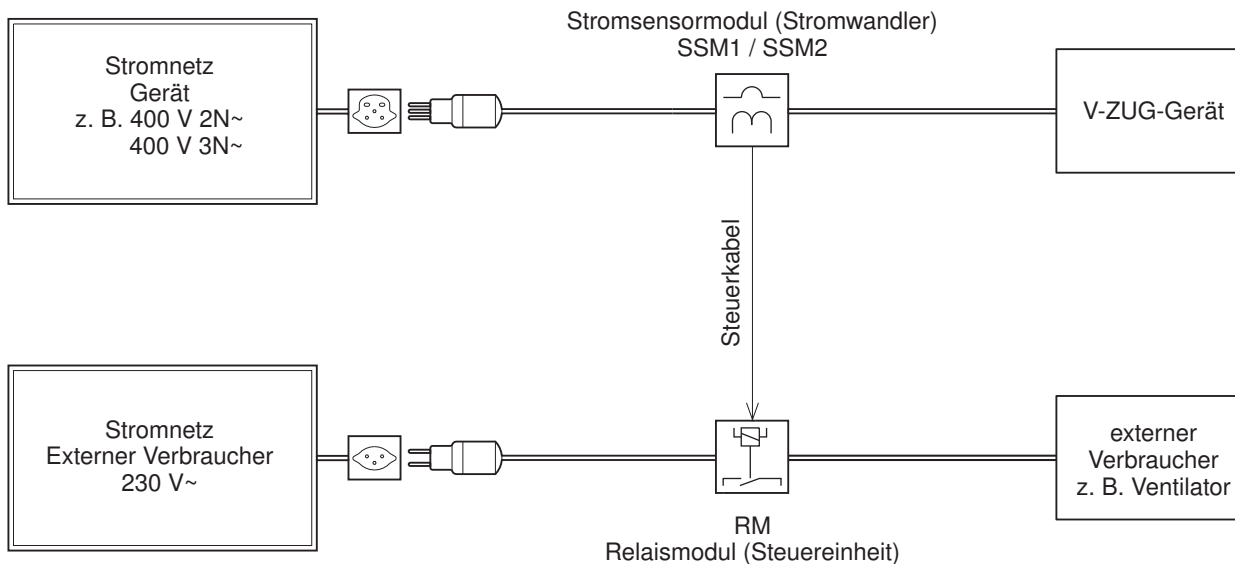 Stromsensormodul (Stromwandler)
SSM1 / SSM2
Stromnetz
Gerät
z. B. 400 V 2N~
400 V 3N~
V-ZUG-Gerät
Steuerkabel
Stromnetz
Externer Verbraucher
230 V~
externer
Verbraucher
z. B. Ventilator
RM
Relaismodul (Steuereinheit)